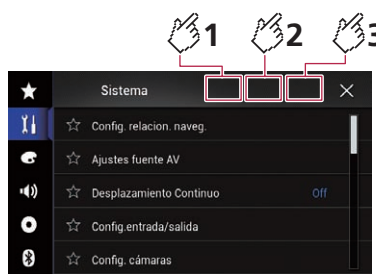 1 2 3
Sistema
Config. relacion. naveg.
Ajustes fuente AV
Desplazamiento Continuo Off
Config.entrada/salida
Config. cámaras